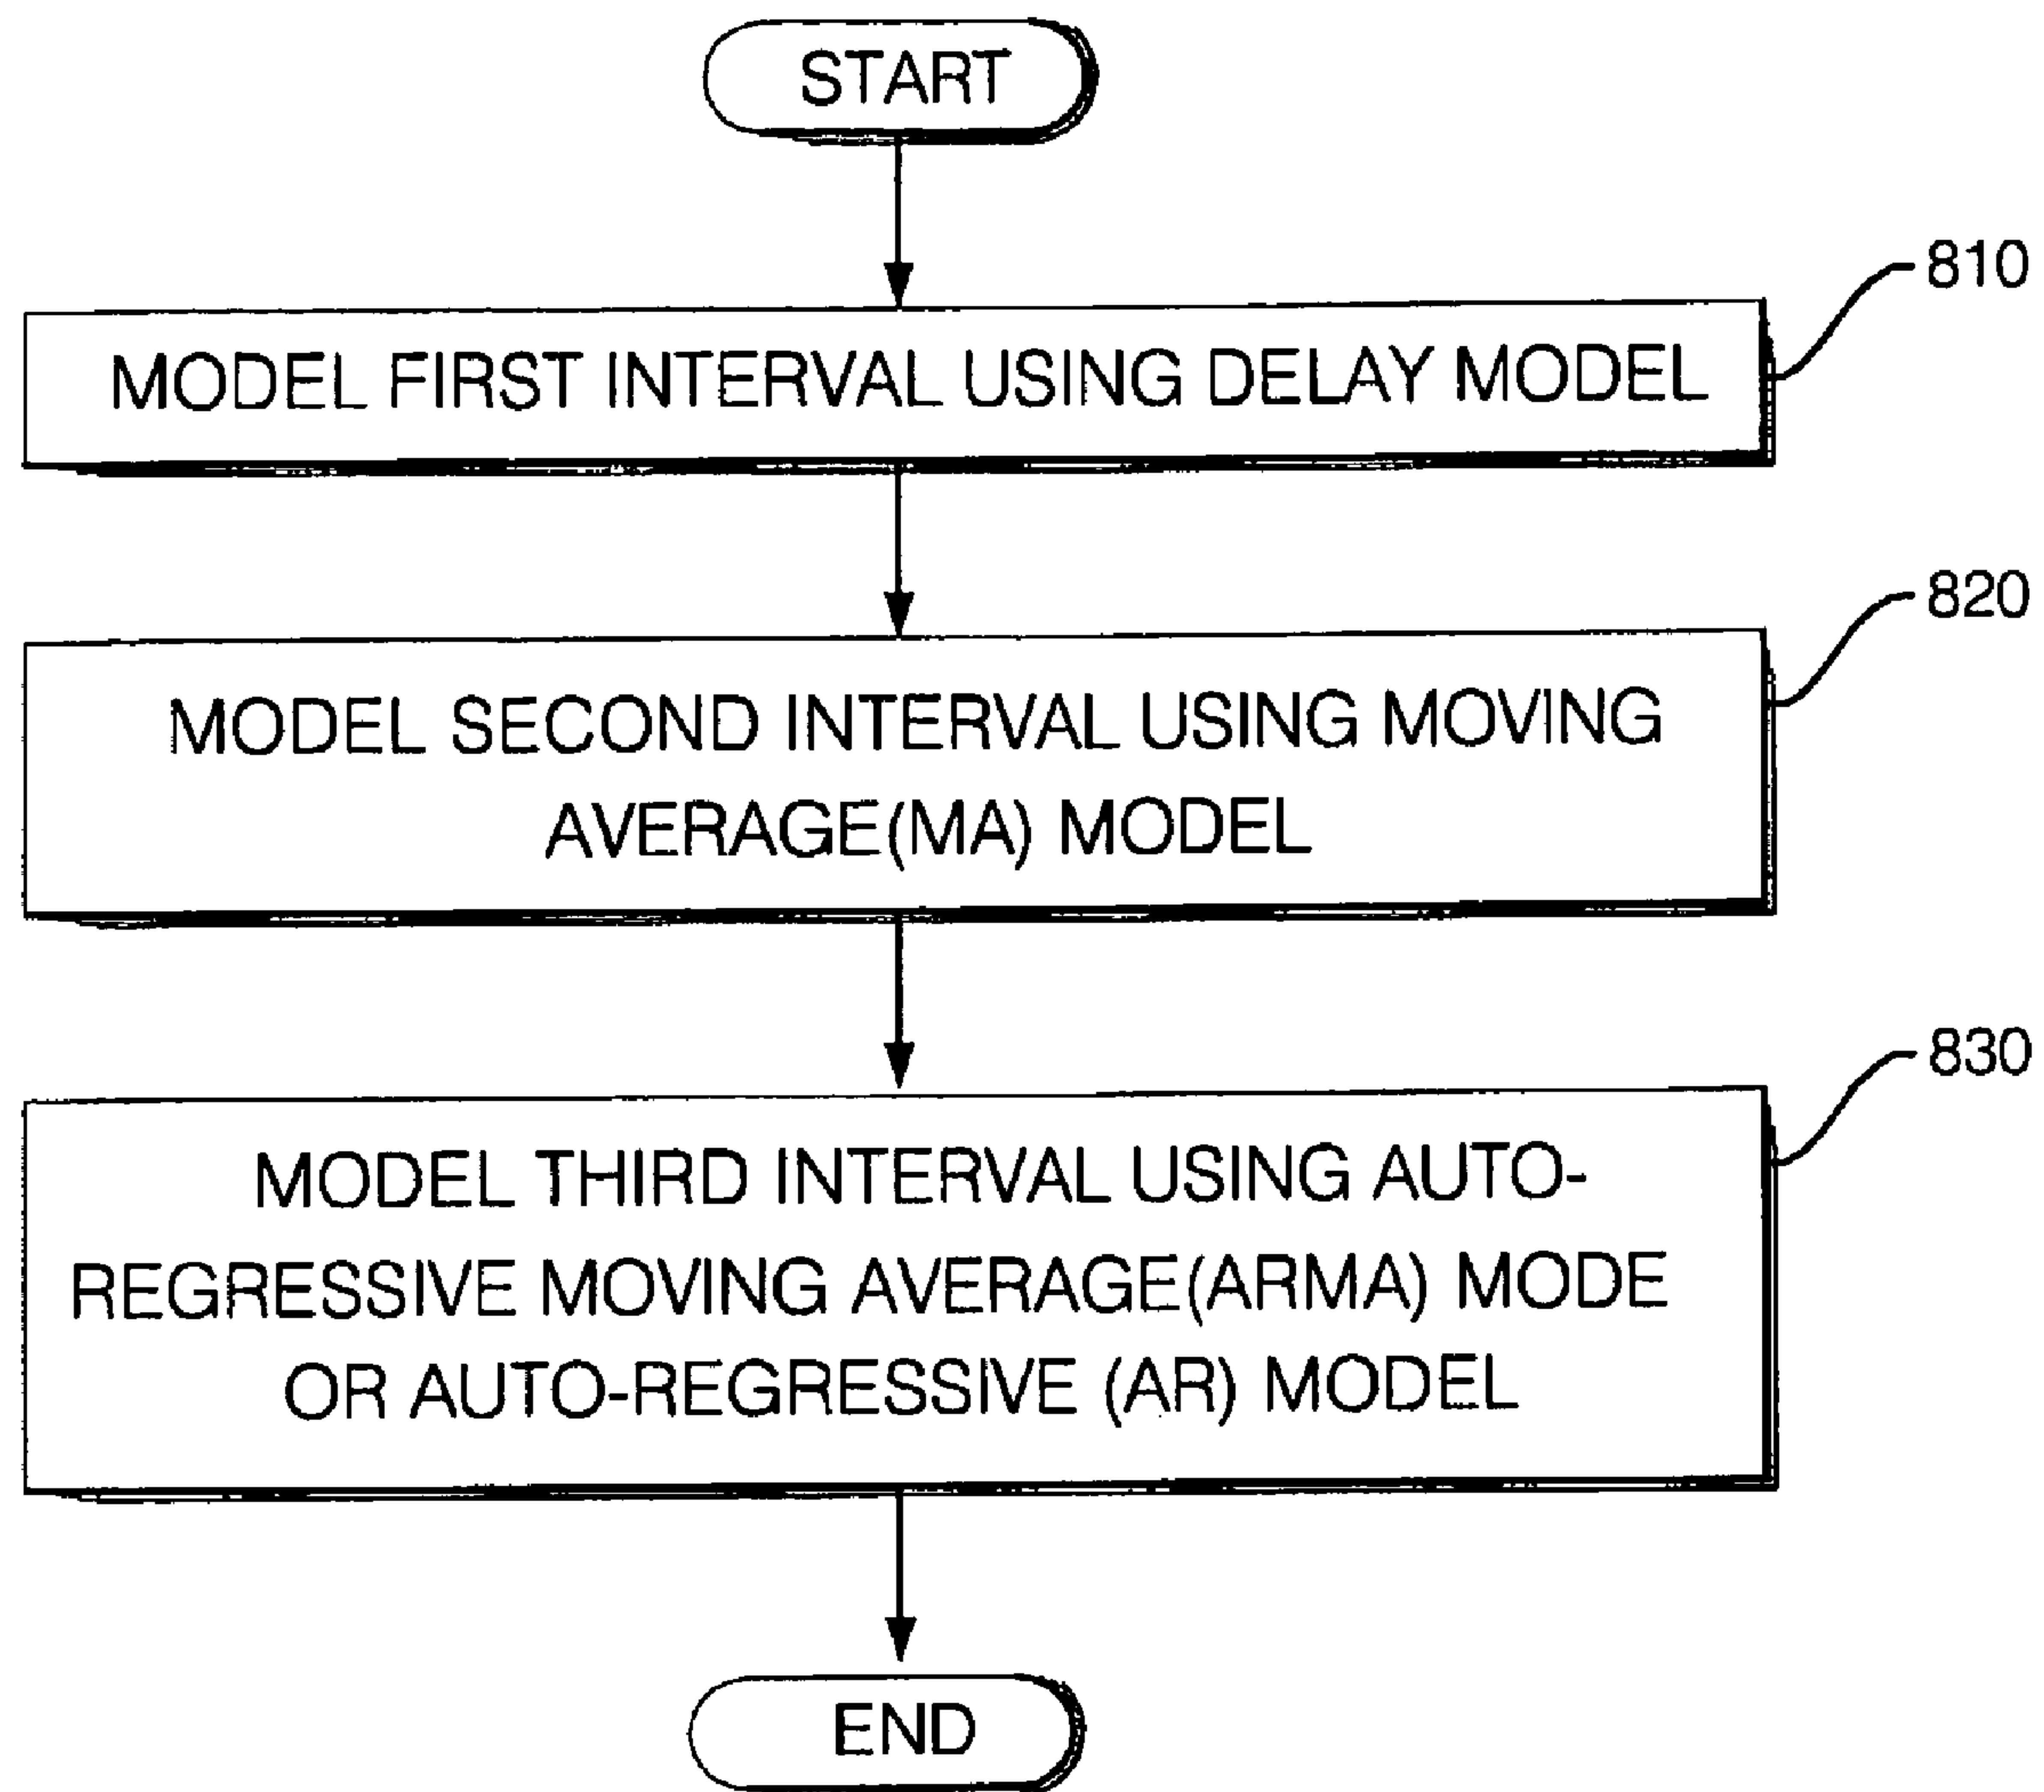 START
810
MODEL FIRST INTERVAL USING DELAY MODEL
820
MODEL SECOND INTERVAL USING MOVING
AVERAGE(MA) MODEL
830
MODEL THIRD INTERVAL USING AUTO-
REGRESSIVE MOVING AVERAGE(ARMA) MODE
OR AUTO-REGRESSIVE (AR) MODEL
END